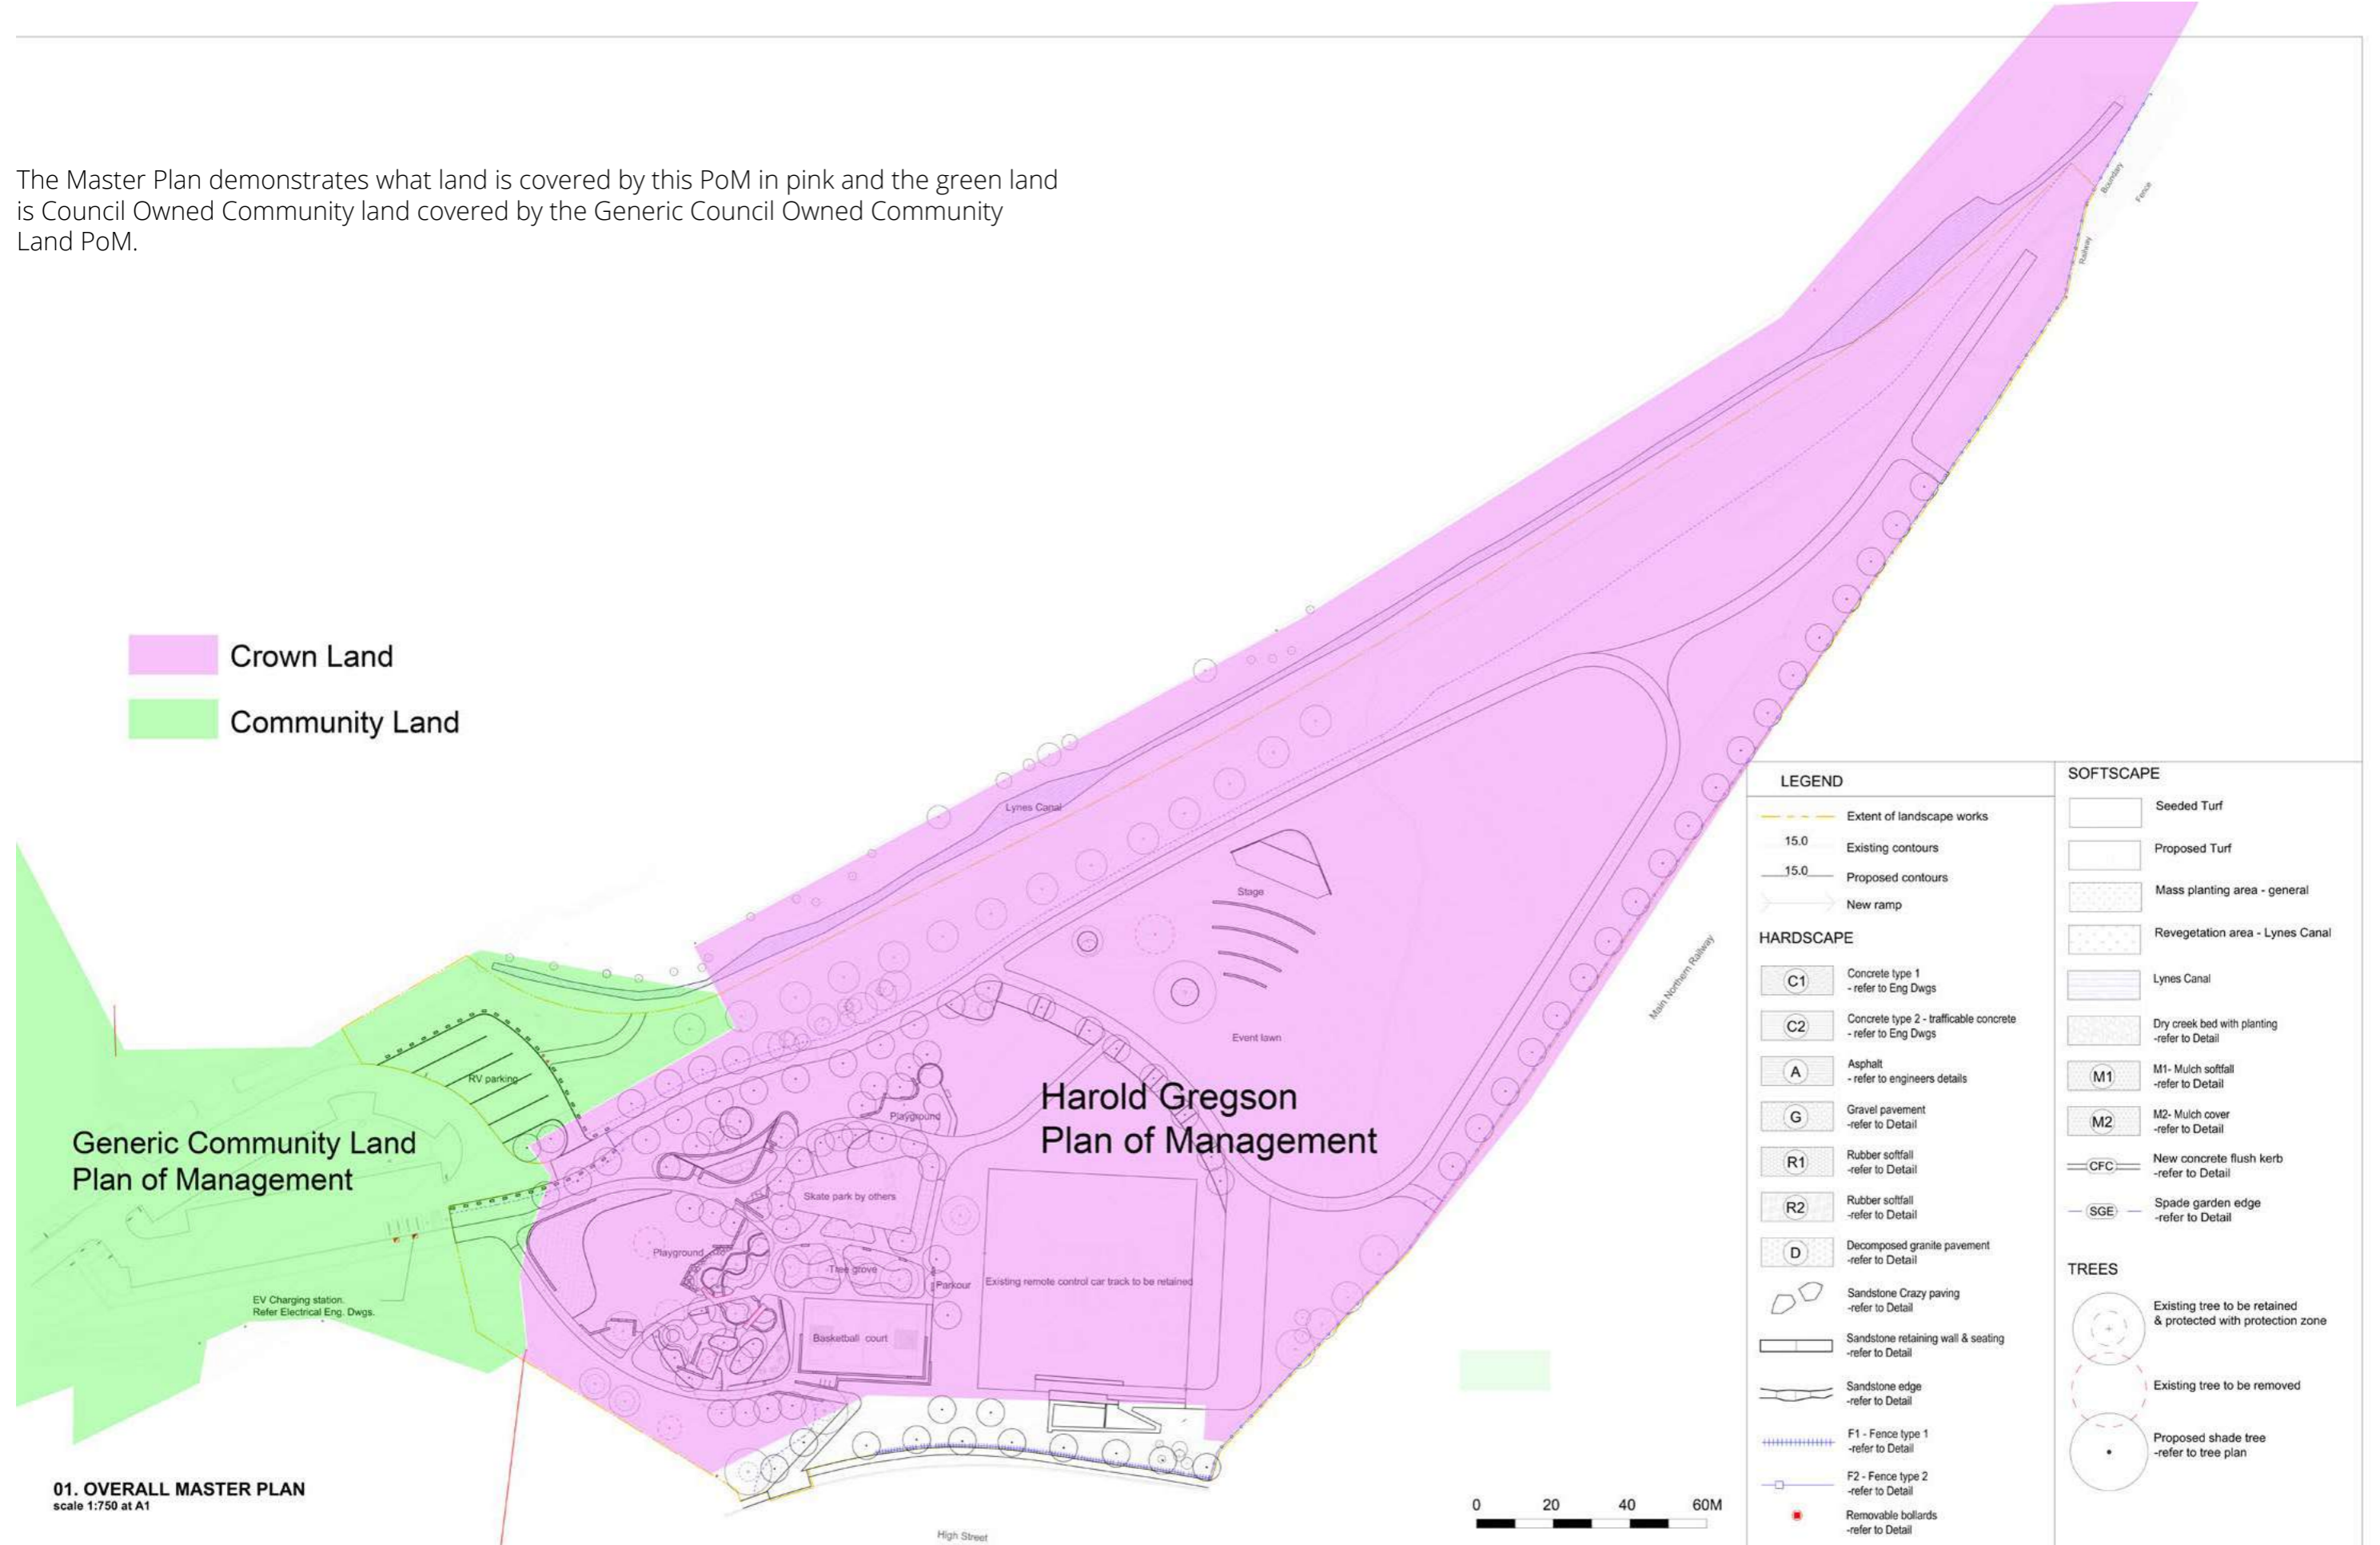 The Master Plan demonstrates what land is covered by this PoM in pink and the green land
is Council Owned Community land covered by the Generic Council Owned Community
Land PoM.
Boundary
Fence
Railway
Crown Land
Community Land
Lynes Canal
Stage
Event lawn
Main Northern Railway
RV parking
Generic Community Land
Plan of Management
Harold Gregson
Plan of Management
Playground
Skate park by others
Playground
Tree grove
Parkour
Existing remote control car track to be retained
Basketball court
EV Charging station.
Refer Electrical Eng. Dwgs.
01. OVERALL MASTER PLAN
scale 1:750 at A1
High Street
0 20 40 60M
LEGEND
Extent of landscape works
15.0
Existing contours
15.0
Proposed contours
New ramp
HARDSCAPE
C1
Concrete type 1
- refer to Eng Dwgs
C2
Concrete type 2 - trafficable concrete
- refer to Eng Dwgs
A
Asphalt
- refer to engineers details
G
Gravel pavement
-refer to Detail
R1
Rubber softfall
-refer to Detail
R2
Rubber softfall
-refer to Detail
D
Decomposed granite pavement
-refer to Detail
Sandstone Crazy paving
-refer to Detail
Sandstone retaining wall & seating
-refer to Detail
Sandstone edge
-refer to Detail
F1 - Fence type 1
-refer to Detail
F2 - Fence type 2
-refer to Detail
Removable bollards
-refer to Detail
SOFTSCAPE
Seeded Turf
Proposed Turf
Mass planting area - general
Revegetation area - Lynes Canal
Lynes Canal
Dry creek bed with planting
-refer to Detail
M1
M1- Mulch softfall
-refer to Detail
M2
M2- Mulch cover
-refer to Detail
CFC
New concrete flush kerb
-refer to Detail
SGE
Spade garden edge
-refer to Detail
TREES
Existing tree to be retained
& protected with protection zone
Existing tree to be removed
Proposed shade tree
-refer to tree plan